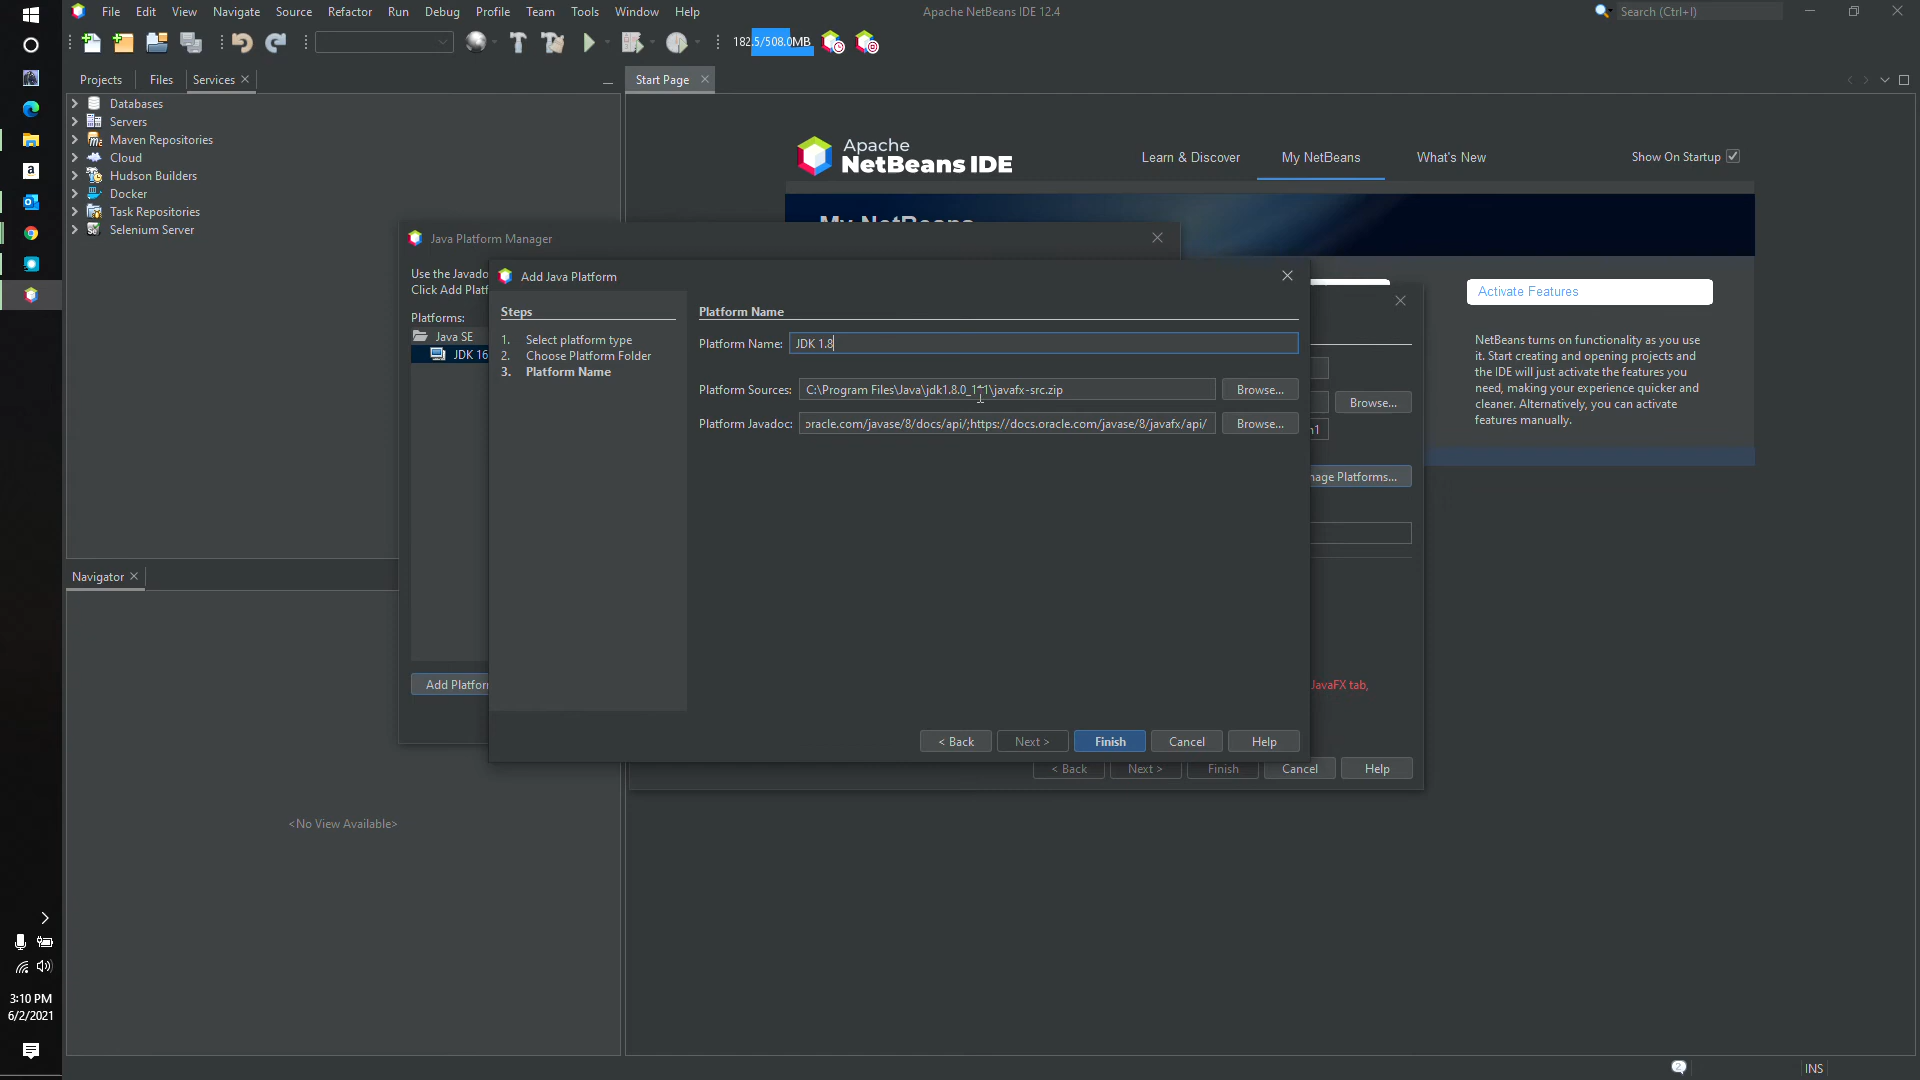 File Edit View Navigate Source Refactor Run Debug Profile Team Tools Window Help
Apache NetBeans IDE 12.4
Search (Ctrl+I)
182.5/508.0MB
Projects Files Services
Start Page
Databases
Servers
Maven Repositories
Cloud
Hudson Builders
Docker
Task Repositories
Selenium Server
Apache
NetBeans IDE
Learn & Discover My NetBeans What's New
Show On Startup
My NetBeans
Java Platform Manager
Use the Javado
Click Add Platf
Platforms:
Java SE
JDK 16
Add Platform
Add Java Platform
Steps
1. Select platform type
2. Choose Platform Folder
3. Platform Name
Platform Name
Platform Name: JDK 1.8
Platform Sources: C:\Program Files\Java\jdk1.8.0_1 1\javafx-src.zip Browse...
Platform Javadoc: oracle.com/javase/8/docs/api/;https://docs.oracle.com/javase/8/javafx/api/ Browse...
< Back Next > Finish Cancel Help
Browse...
n1
nage Platforms...
JavaFX tab,
< Back Next > Finish Cancel Help
Activate Features
NetBeans turns on functionality as you use
it. Start creating and opening projects and
the IDE will just activate the features you
need, making your experience quicker and
cleaner. Alternatively, you can activate
features manually.
Navigator
<No View Available>
3:10 PM
6/2/2021
2
INS